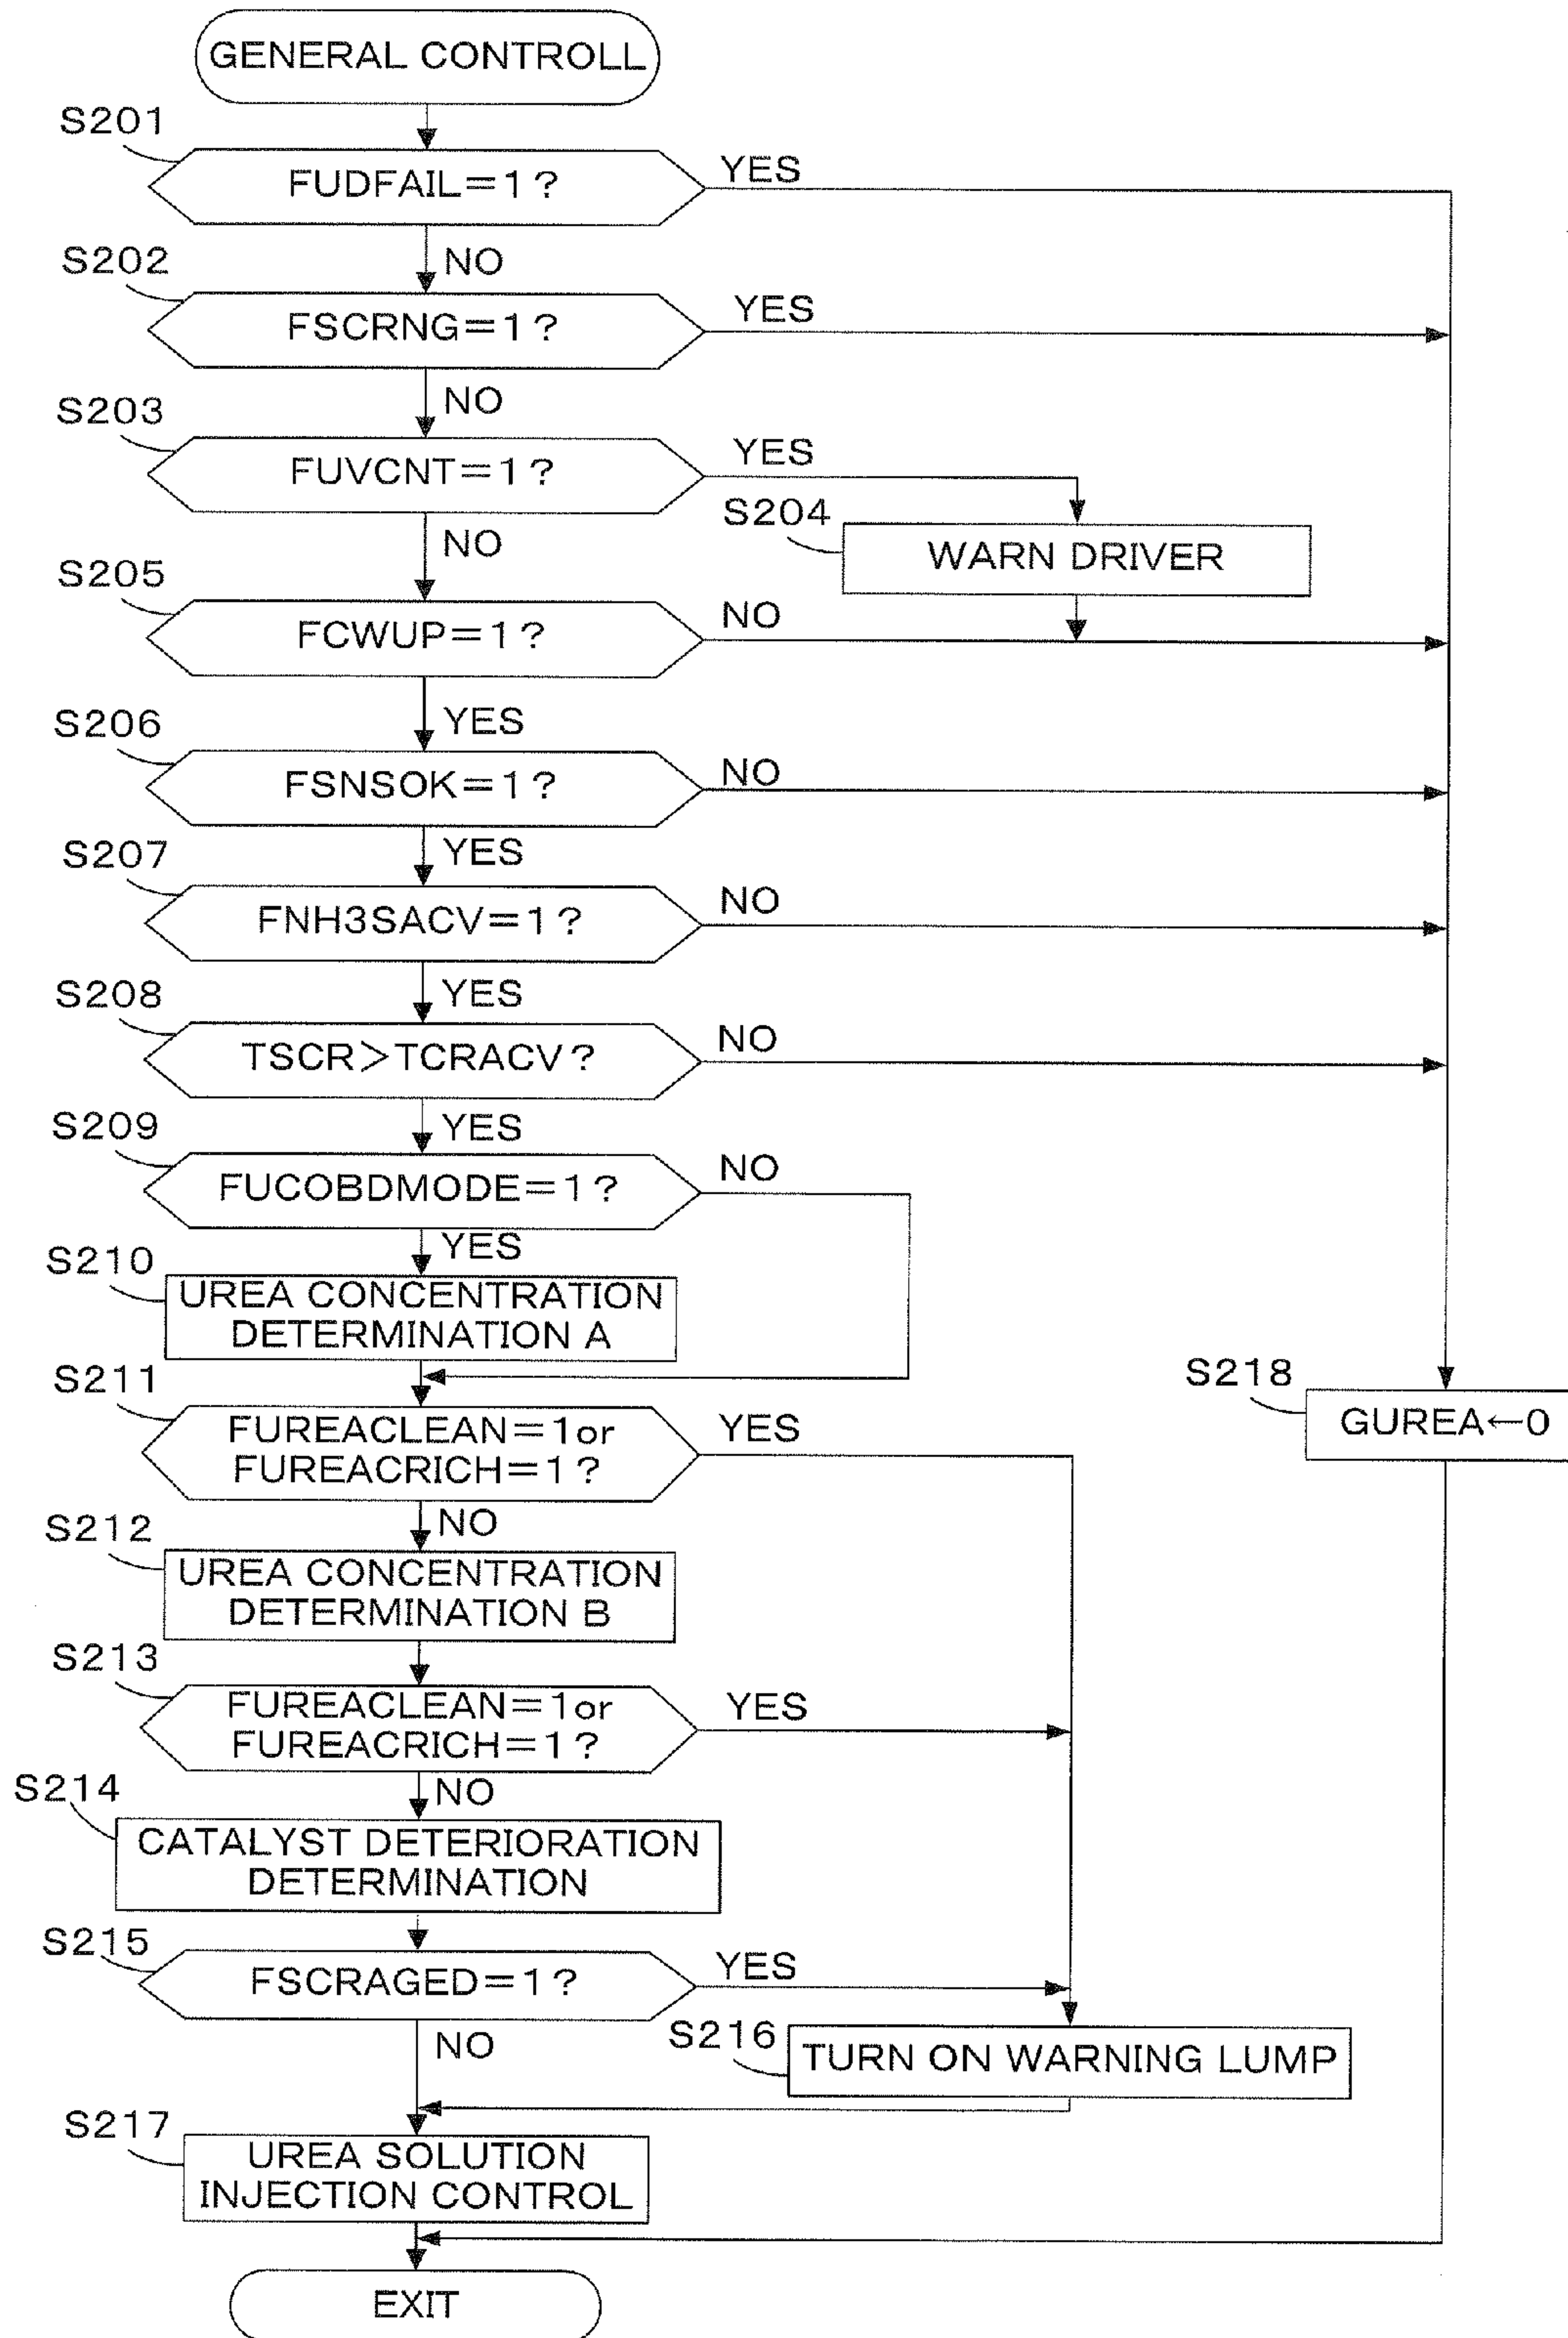 GENERAL CONTROLL
S201
FUDFAIL=1?
YES
NO
S202
FSCRNG=1?
YES
NO
S203
FUVCNT=1?
YES
S204
WARN DRIVER
NO
S205
FCWUP=1?
NO
YES
S206
FSNSOK=1?
NO
YES
S207
FNH3SACV=1?
NO
YES
S208
TSCR>TCRACV?
NO
YES
S209
FUCOBDMODE=1?
NO
YES
S210
UREA CONCENTRATION
DETERMINATION A
S211
FUREACLEAN=1or
FUREACRICH=1?
YES
S218
GUREA←0
NO
S212
UREA CONCENTRATION
DETERMINATION B
S213
FUREACLEAN=1or
FUREACRICH=1?
YES
NO
S214
CATALYST DETERIORATION
DETERMINATION
S215
FSCRAGED=1?
YES
NO
S216
TURN ON WARNING LUMP
S217
UREA SOLUTION
INJECTION CONTROL
EXIT